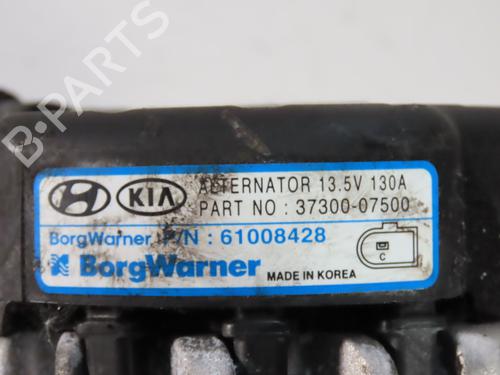 B-PARTS
KIA ALTERNATOR 13.5V 130A
PART NO : 37300-07500
BorgWarner P/N : 61008428
BorgWarner
C
MADE IN KOREA